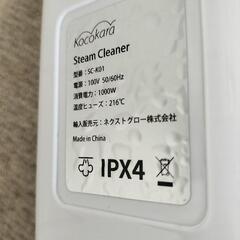 Kocokara
Steam Cleaner
型番：SC-K01
電源：100V 50/60Hz
消費電力：1000W
温度ヒューズ：216℃
輸入販売元：ネクストグロー株式会社
Made in China
IPX4